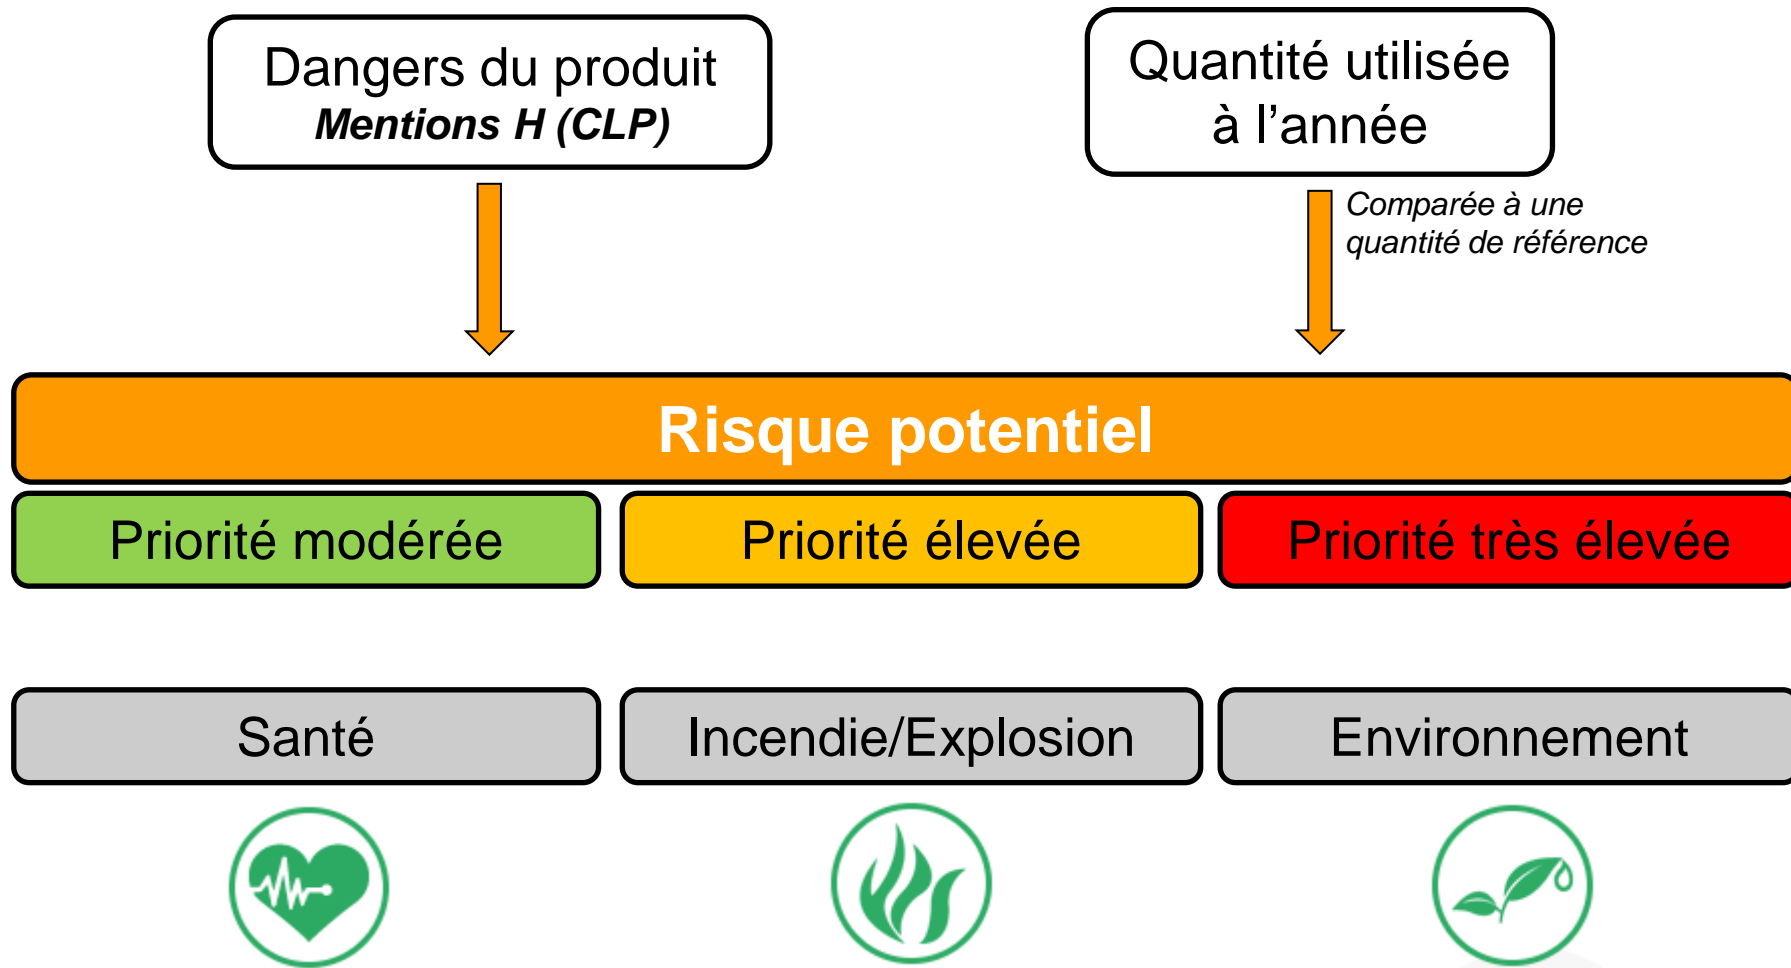 Dangers du produit
Mentions H (CLP)
Quantité utilisée
à l’année
Comparée à une
quantité de référence
Risque potentiel
Priorité modérée
Priorité élevée
Priorité très élevée
Santé
Incendie/Explosion
Environnement